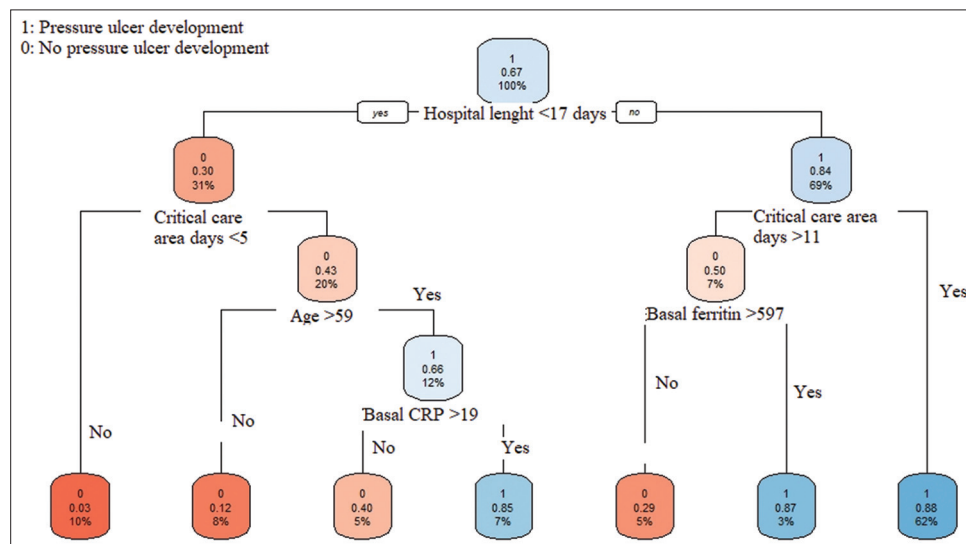 1: Pressure ulcer development
0: No pressure ulcer development
1
0.67
100%
yes
Hospital lenght <17 days
no
0
0.30
31%
1
0.84
69%
Critical care
area days <5
Critical care area
days >11
0
0.43
20%
0
0.50
7%
Yes
Yes
Age >59
Basal ferritin >597
1
0.66
12%
No
Yes
Basal CRP >19
No
No
No
Yes
0
0.03
10%
0
0.12
8%
0
0.40
5%
1
0.85
7%
0
0.29
5%
1
0.87
3%
1
0.88
62%